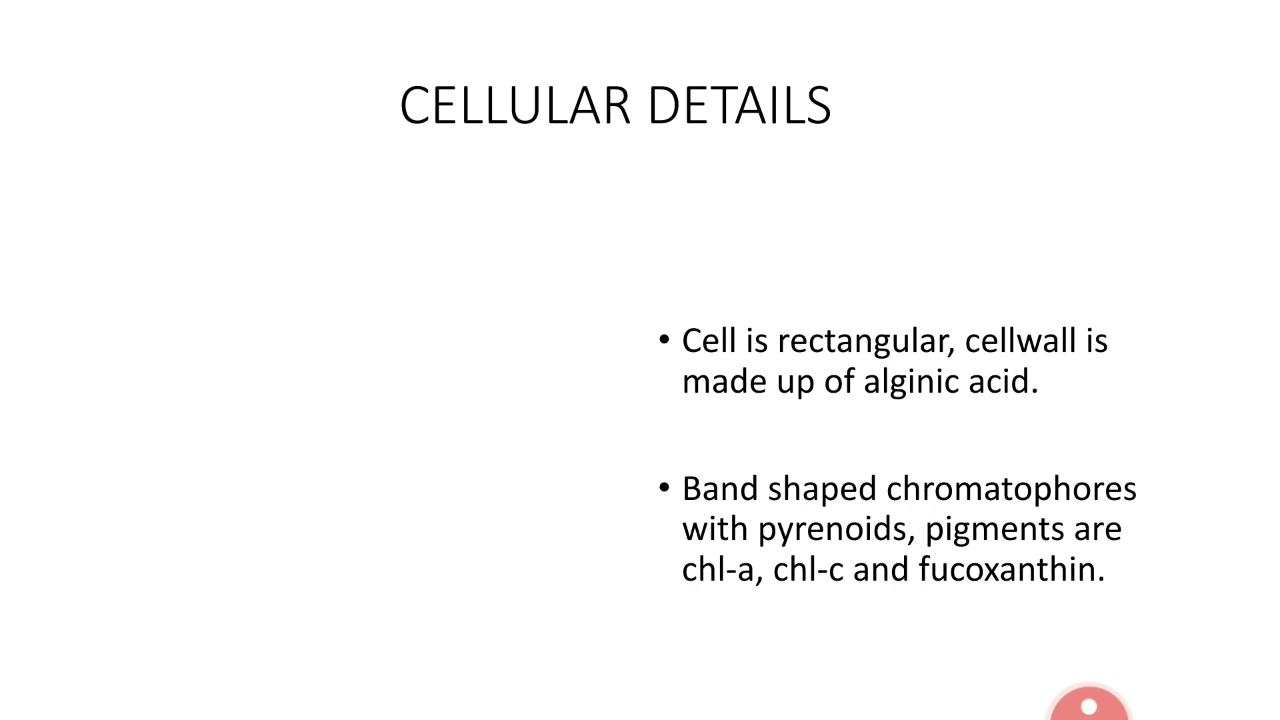 CELLULAR DETAILS
• Cell is rectangular, cellwall is
made up of alginic acid.
• Band shaped chromatophores
with pyrenoids, pigments are
chl-a, chl-c and fucoxanthin.